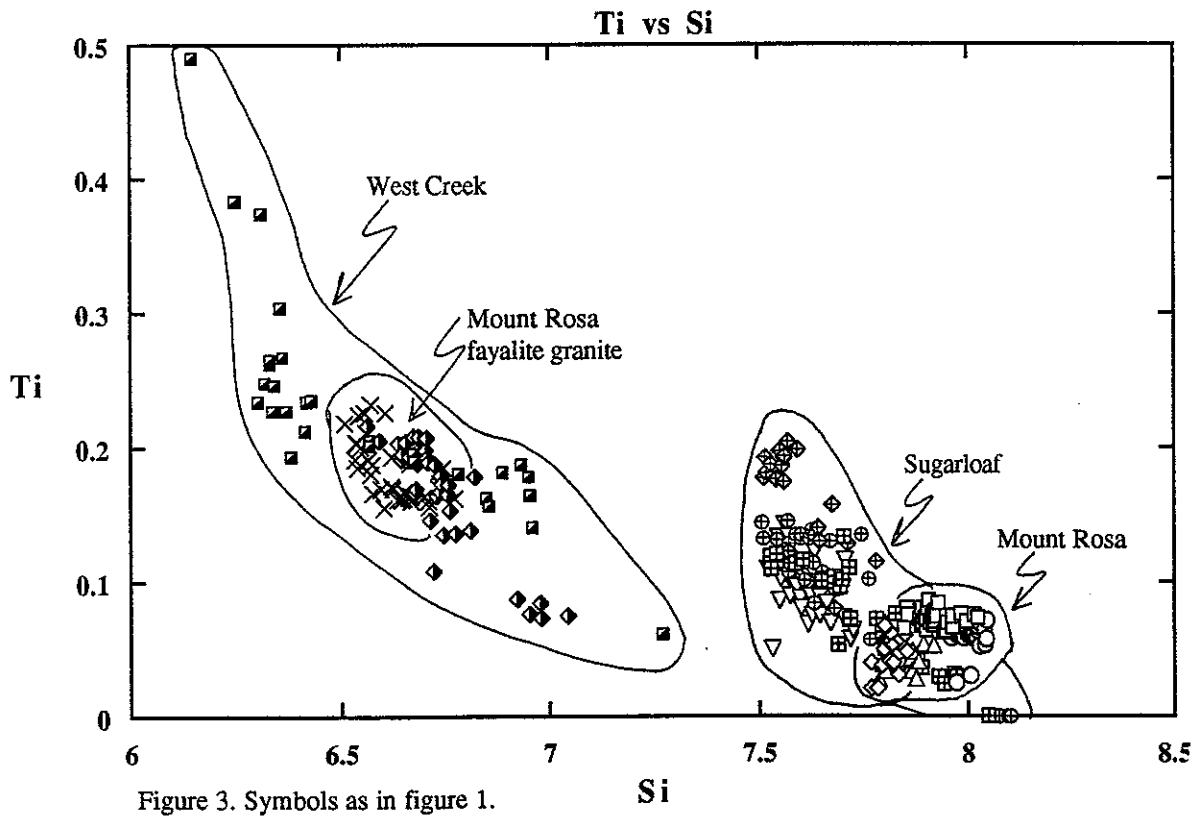 Ti vs Si
0.5
0.4
0.3
0.2
0.1
0
Ti
West Creek
Mount Rosa
fayalite granite
Sugarloaf
Mount Rosa
6
6.5
7
7.5
8
8.5
Si
Figure 3. Symbols as in figure 1.